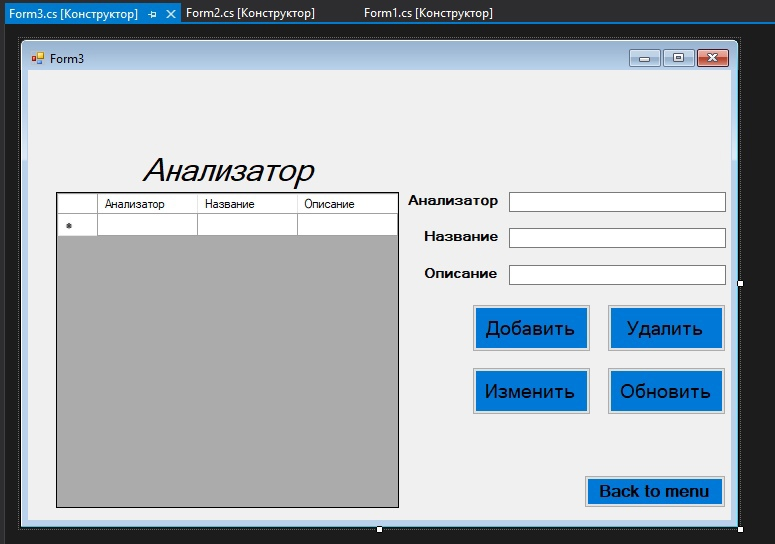 Form3.cs [Конструктор] Form2.cs [Конструктор] Form1.cs [Конструктор]
Form3
Анализатор
Анализатор Название Описание
Анализатор
Название
Описание
Добавить Удалить
Изменить Обновить
Back to menu